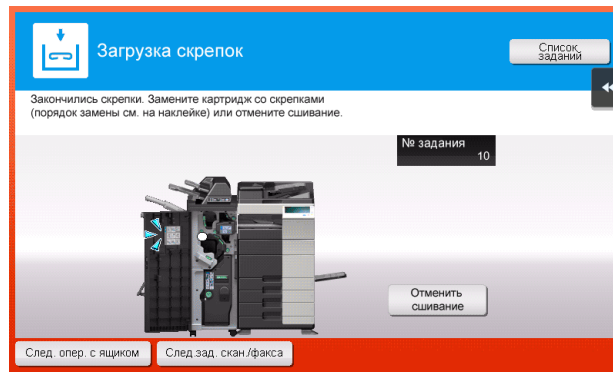 Загрузка скрепок
Список
заданий
Закончились скрепки. Замените картридж со скрепками
(порядок замены см. на наклейке) или отмените сшивание.
№ задания
10
Отменить
сшивание
След. опер. с ящиком
След.зад. скан./факса